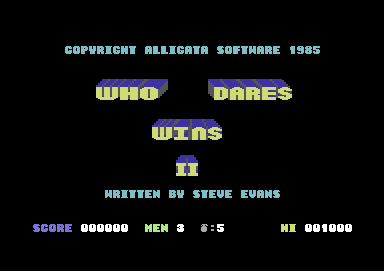 COPYRIGHT ALLIGATA SOFTWARE 1985
WHO DARES
WINS
II
WRITTEN BY STEVE EVANS
SCORE 000000 MEN 3 :5 HI 001000